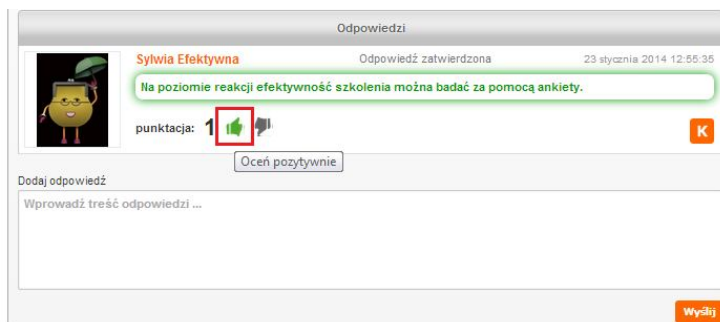 Odpowiedzi
Sylwia Efektywna Odpowiedź zatwierdzona 23 stycznia 2014 12:55:35
Na poziomie reakcji efektywność szkolenia można badać za pomocą ankiety.
punktacja: 1 K
Oceń pozytywnie
Dodaj odpowiedź
Wprowadź treść odpowiedzi ...
Wyślij